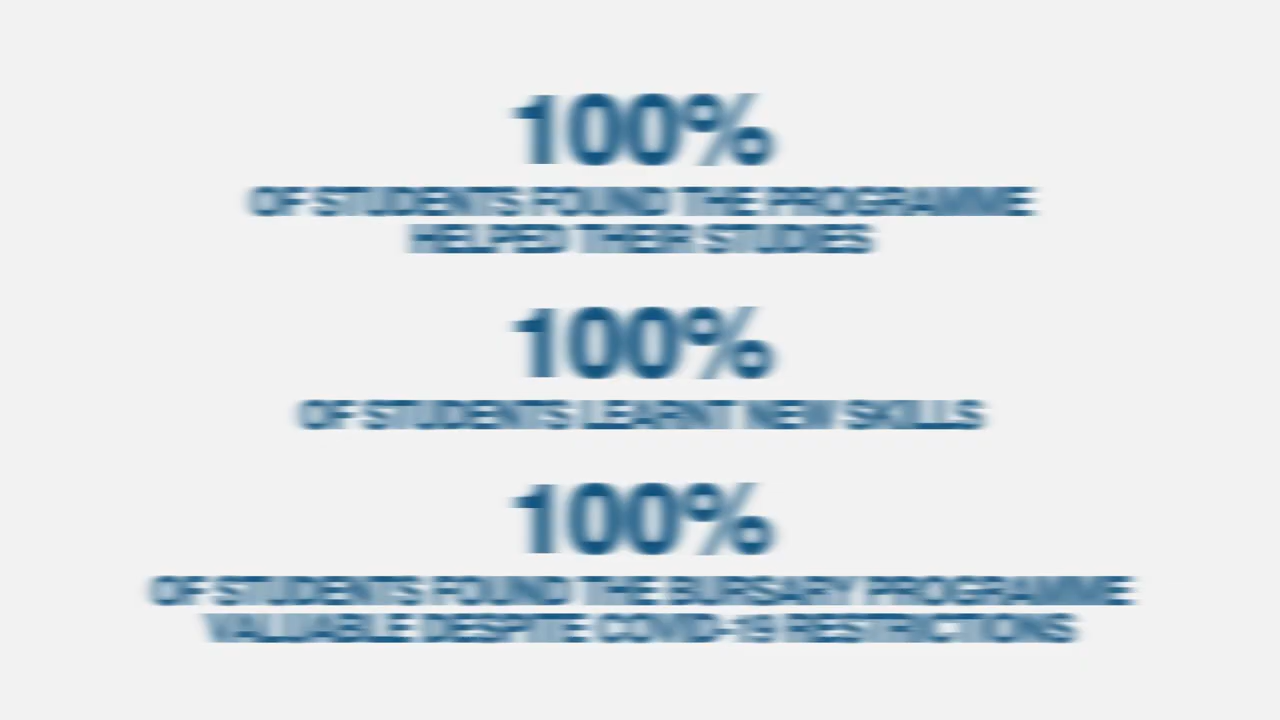 100%
OF STUDENTS FOUND THE PROGRAMME
HELPED THEIR STUDIES
100%
OF STUDENTS LEARNT NEW SKILLS
100%
OF STUDENTS FOUND THE BURSARY PROGRAMME
VALUABLE DESPITE COVID-19 RESTRICTIONS